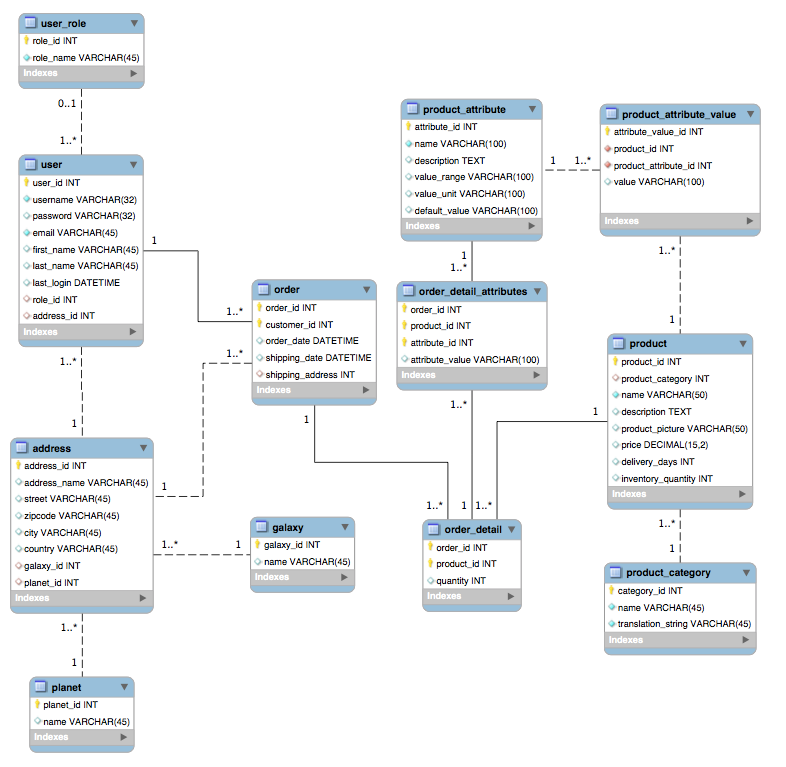 user_role
role_id INT
role_name VARCHAR(45)
Indexes
0..1
1..*
user
user_id INT
username VARCHAR(32)
password VARCHAR(32)
email VARCHAR(45)
first_name VARCHAR(45)
last_name VARCHAR(45)
last_login DATETIME
role_id INT
address_id INT
Indexes
1
1..*
1..*
1
order
order_id INT
customer_id INT
order_date DATETIME
shipping_date DATETIME
shipping_address INT
Indexes
1..*
1
1
address
address_id INT
address_name VARCHAR(45)
street VARCHAR(45)
zipcode VARCHAR(45)
city VARCHAR(45)
country VARCHAR(45)
galaxy_id INT
planet_id INT
Indexes
1..*
1
galaxy
galaxy_id INT
name VARCHAR(45)
Indexes
1..*
1
planet
planet_id INT
name VARCHAR(45)
Indexes
product_attribute
attribute_id INT
name VARCHAR(100)
description TEXT
value_range VARCHAR(100)
value_unit VARCHAR(100)
default_value VARCHAR(100)
Indexes
1 1..*
product_attribute_value
attribute_value_id INT
product_id INT
product_attribute_id INT
value VARCHAR(100)
Indexes
1
1..*
order_detail_attributes
order_id INT
product_id INT
attribute_id INT
attribute_value VARCHAR(100)
Indexes
1..*
1..*
1
product
product_id INT
product_category INT
name VARCHAR(50)
description TEXT
product_picture VARCHAR(50)
price DECIMAL(15,2)
delivery_days INT
inventory_quantity INT
Indexes
1
1..* 1 1..*
order_detail
order_id INT
product_id INT
quantity INT
Indexes
1..*
1
product_category
category_id INT
name VARCHAR(45)
translation_string VARCHAR(45)
Indexes